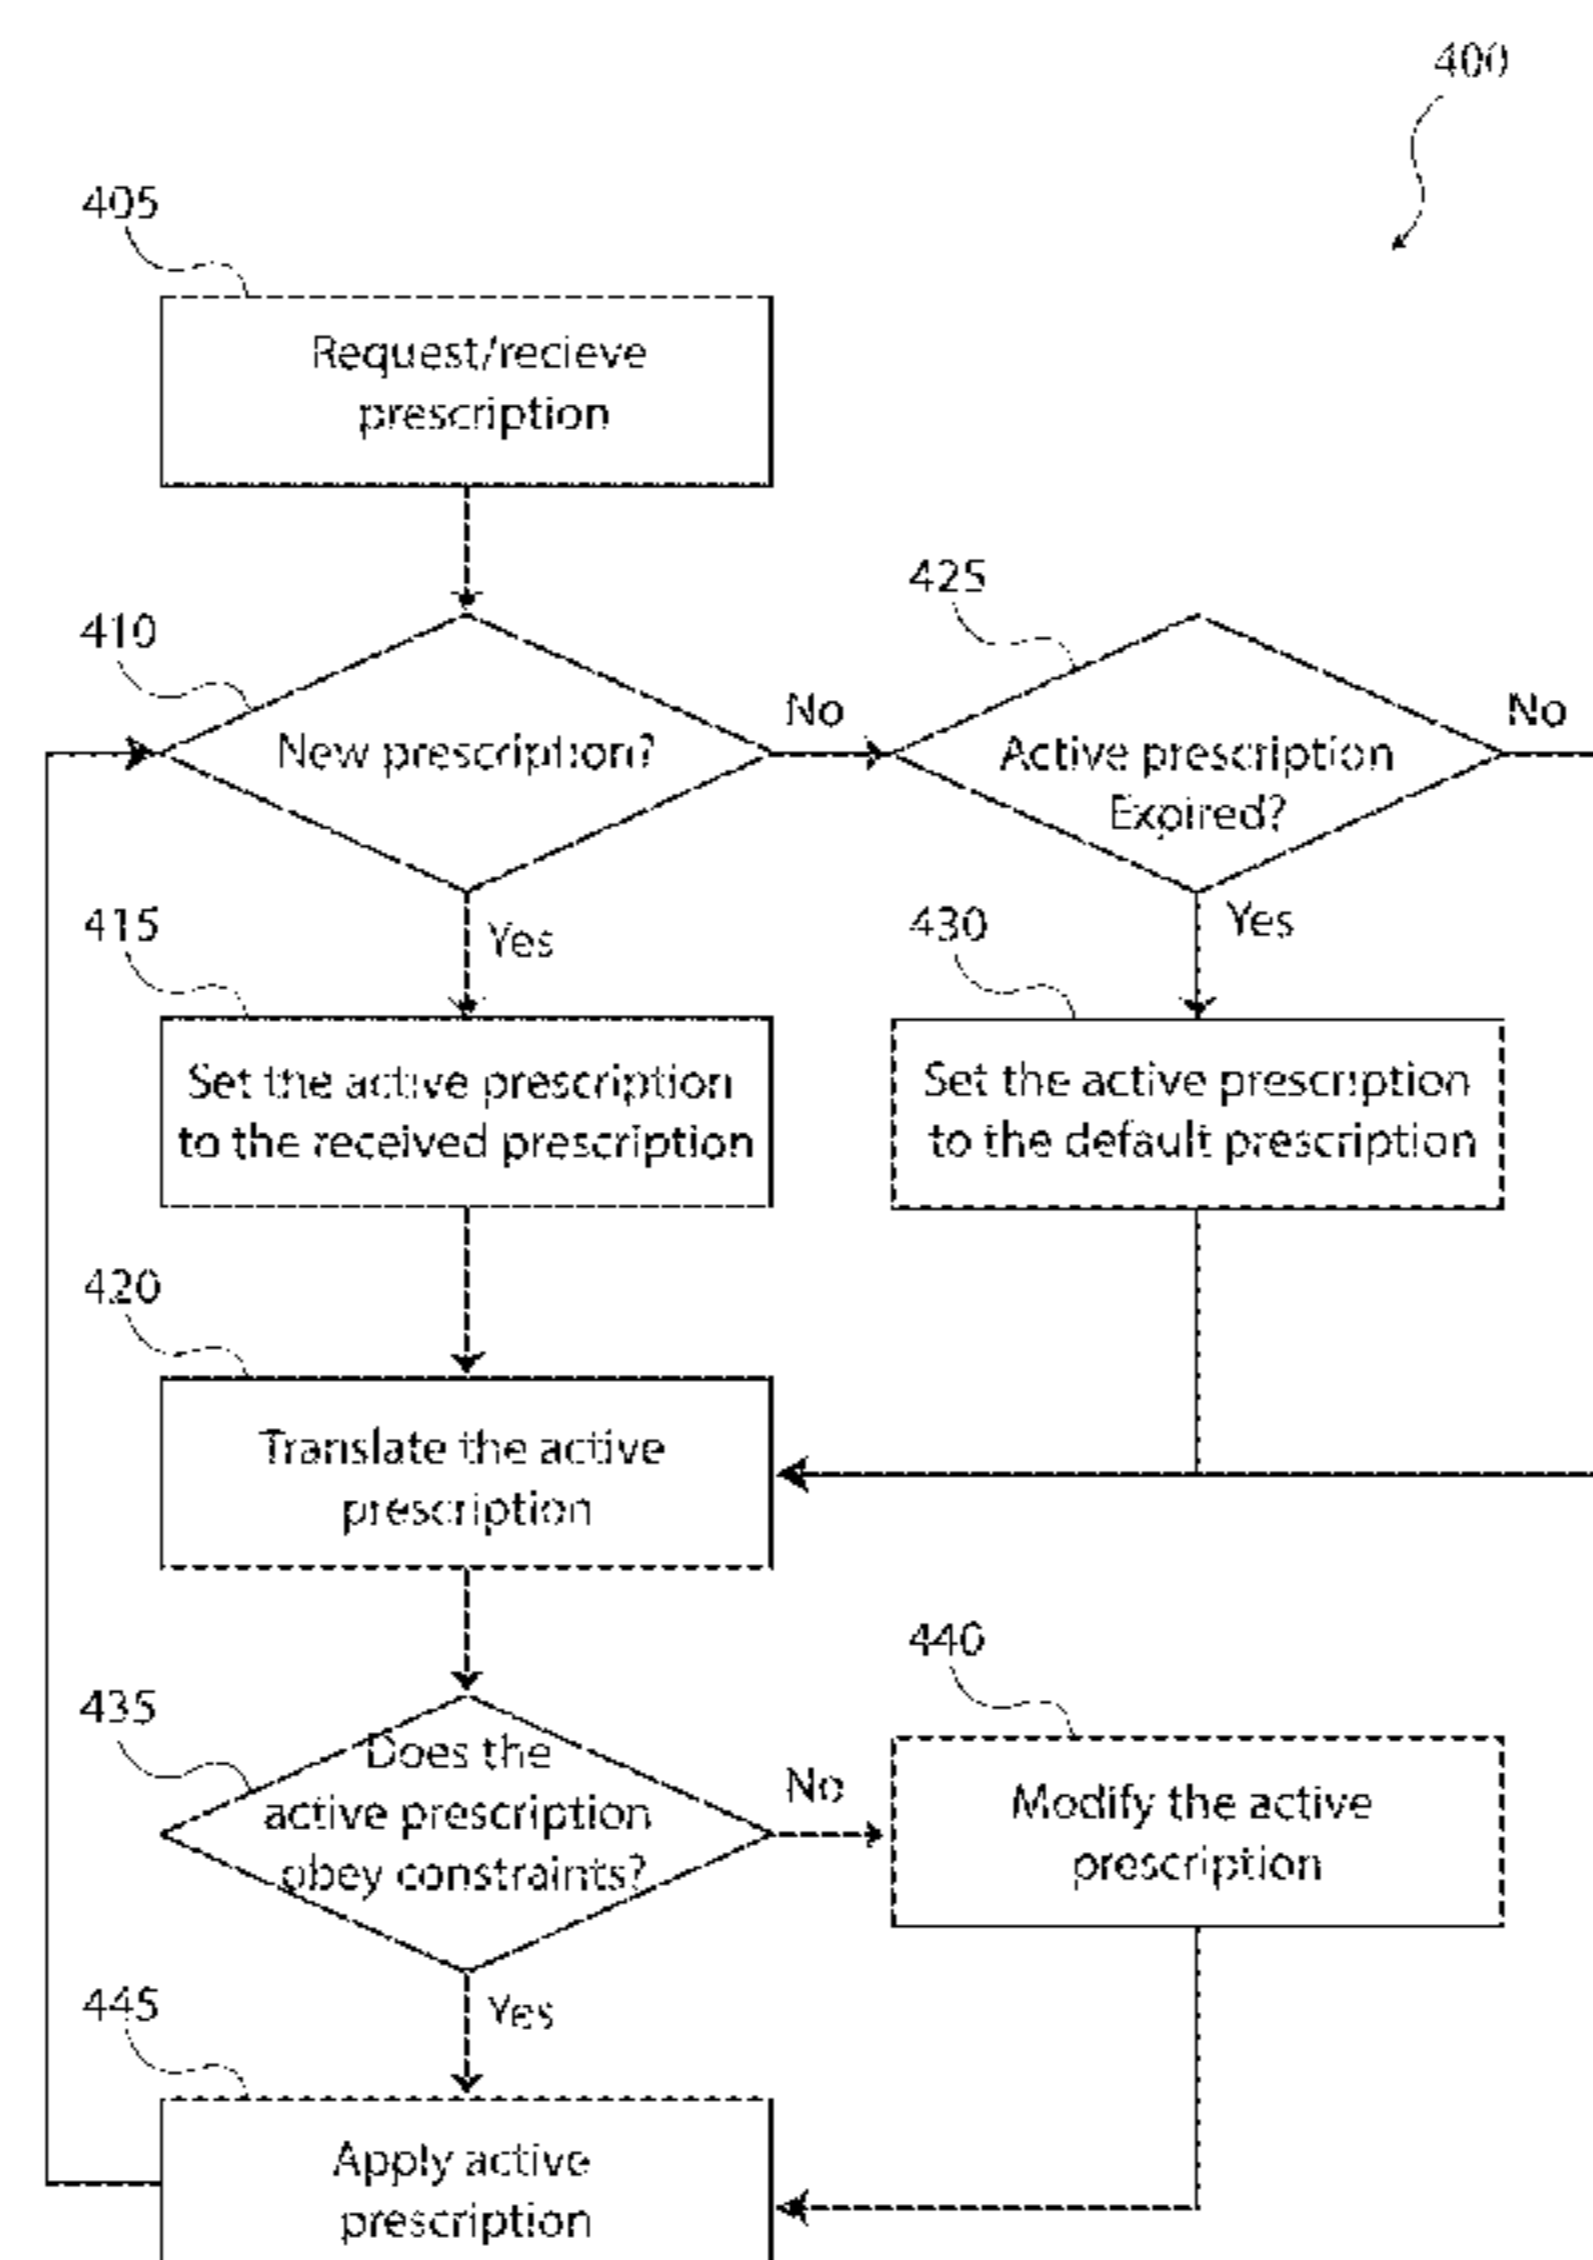 400
405
Request/recieve
prescription
410
New prescription?
No
425
Active prescription
Expired?
No
Yes
415
Set the active prescription
to the received prescription
Yes
430
Set the active prescription
to the default prescription
420
Translate the active
prescription
435
Does the
active prescription
obey constraints?
No
440
Modify the active
prescription
Yes
445
Apply active
prescription